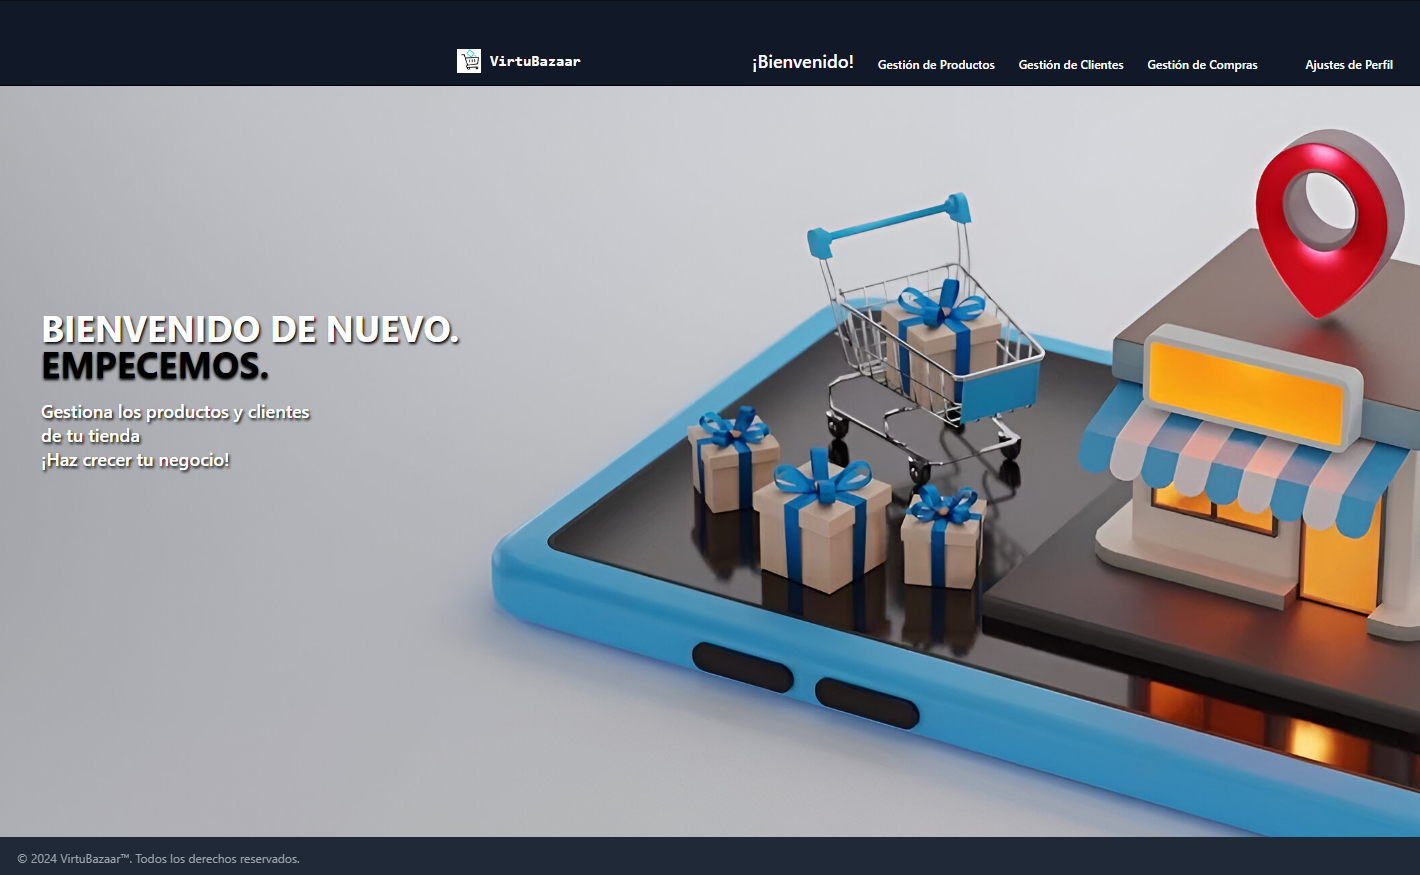 VirtuBazaar
¡Bienvenido!
Gestión de Productos
Gestión de Clientes
Gestión de Compras
Ajustes de Perfil
BIENVENIDO DE NUEVO.
EMPECEMOS.
Gestiona los productos y clientes
de tu tienda
¡Haz crecer tu negocio!
© 2024 VirtuBazaar™. Todos los derechos reservados.